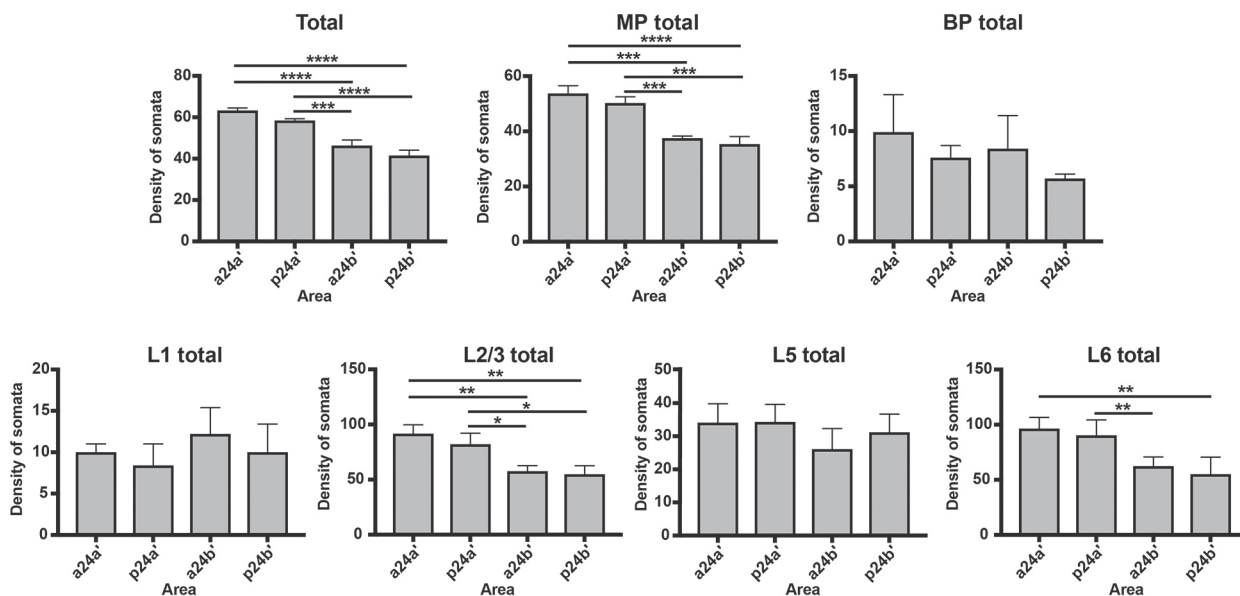 Total
****
****
****
***
Density of somata
80
60
40
20
0
a24a'
p24a'
a24b'
p24b'
Area
MP total
****
***
***
***
Density of somata
60
40
20
0
a24a'
p24a'
a24b'
p24b'
Area
BP total
Density of somata
15
10
5
0
a24a'
p24a'
a24b'
p24b'
Area
L1 total
Density of somata
20
15
10
5
0
a24a'
p24a'
a24b'
p24b'
Area
L2/3 total
**
**
*
*
Density of somata
150
100
50
0
a24a'
p24a'
a24b'
p24b'
Area
L5 total
Density of somata
50
40
30
20
10
0
a24a'
p24a'
a24b'
p24b'
Area
L6 total
**
**
Density of somata
150
100
50
0
a24a'
p24a'
a24b'
p24b'
Area